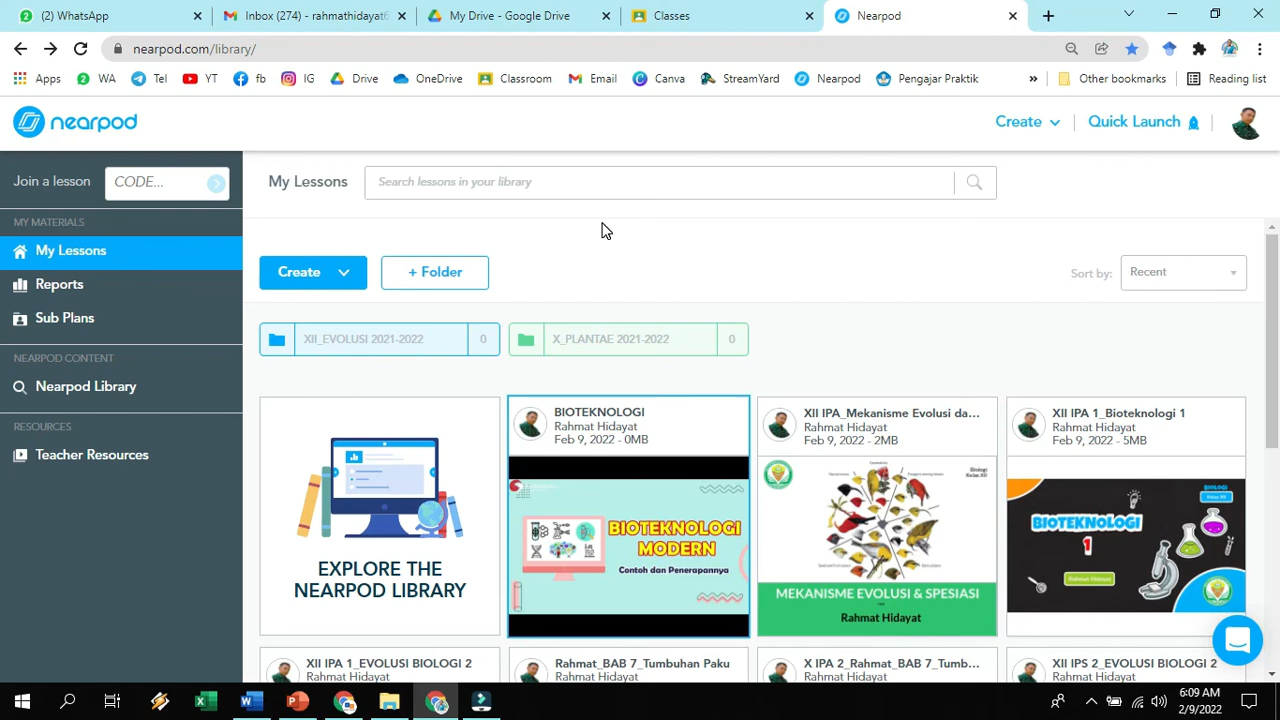 (2) WhatsApp
Inbox (274) - rahmathidayat6
My Drive - Google Drive
Classes
Nearpod
nearpod.com/library/
Apps
WA
Tel
YT
fb
IG
Drive
OneDrive
Classroom
Email
Canva
StreamYard
Nearpod
Pengajar Praktik
Other bookmarks
Reading list
nearpod
Create
Quick Launch
Join a lesson
CODE...
My Lessons
Search lessons in your library
MY MATERIALS
My Lessons
Reports
Sub Plans
NEARPOD CONTENT
Nearpod Library
RESOURCES
Teacher Resources
Create
+ Folder
Sort by:
Recent
XII_EVOLUSI 2021-2022
0
X_PLANTAE 2021-2022
0
EXPLORE THE
NEARPOD LIBRARY
BIOTEKNOLOGI
Rahmat Hidayat
Feb 9, 2022 - 0MB
BIOTEKNOLOGI
MODERN
Contoh dan Penerapannya
XII IPA_Mekanisme Evolusi da...
Rahmat Hidayat
Feb 9, 2022 - 2MB
Biologi
Kelas XII
MEKANISME EVOLUSI & SPESIASI
Rahmat Hidayat
XII IPA 1_Bioteknologi 1
Rahmat Hidayat
Feb 9, 2022 - 5MB
BIOLOGI
Kelas XII
BIOTEKNOLOGI
1
Rahmat Hidayat
XII IPA 1_EVOLUSI BIOLOGI 2
Rahmat_BAB 7_Tumbuhan Paku
X IPA 2_Rahmat_BAB 7_Tumb...
XII IPS 2_EVOLUSI BIOLOGI 2
6:09 AM
2/9/2022